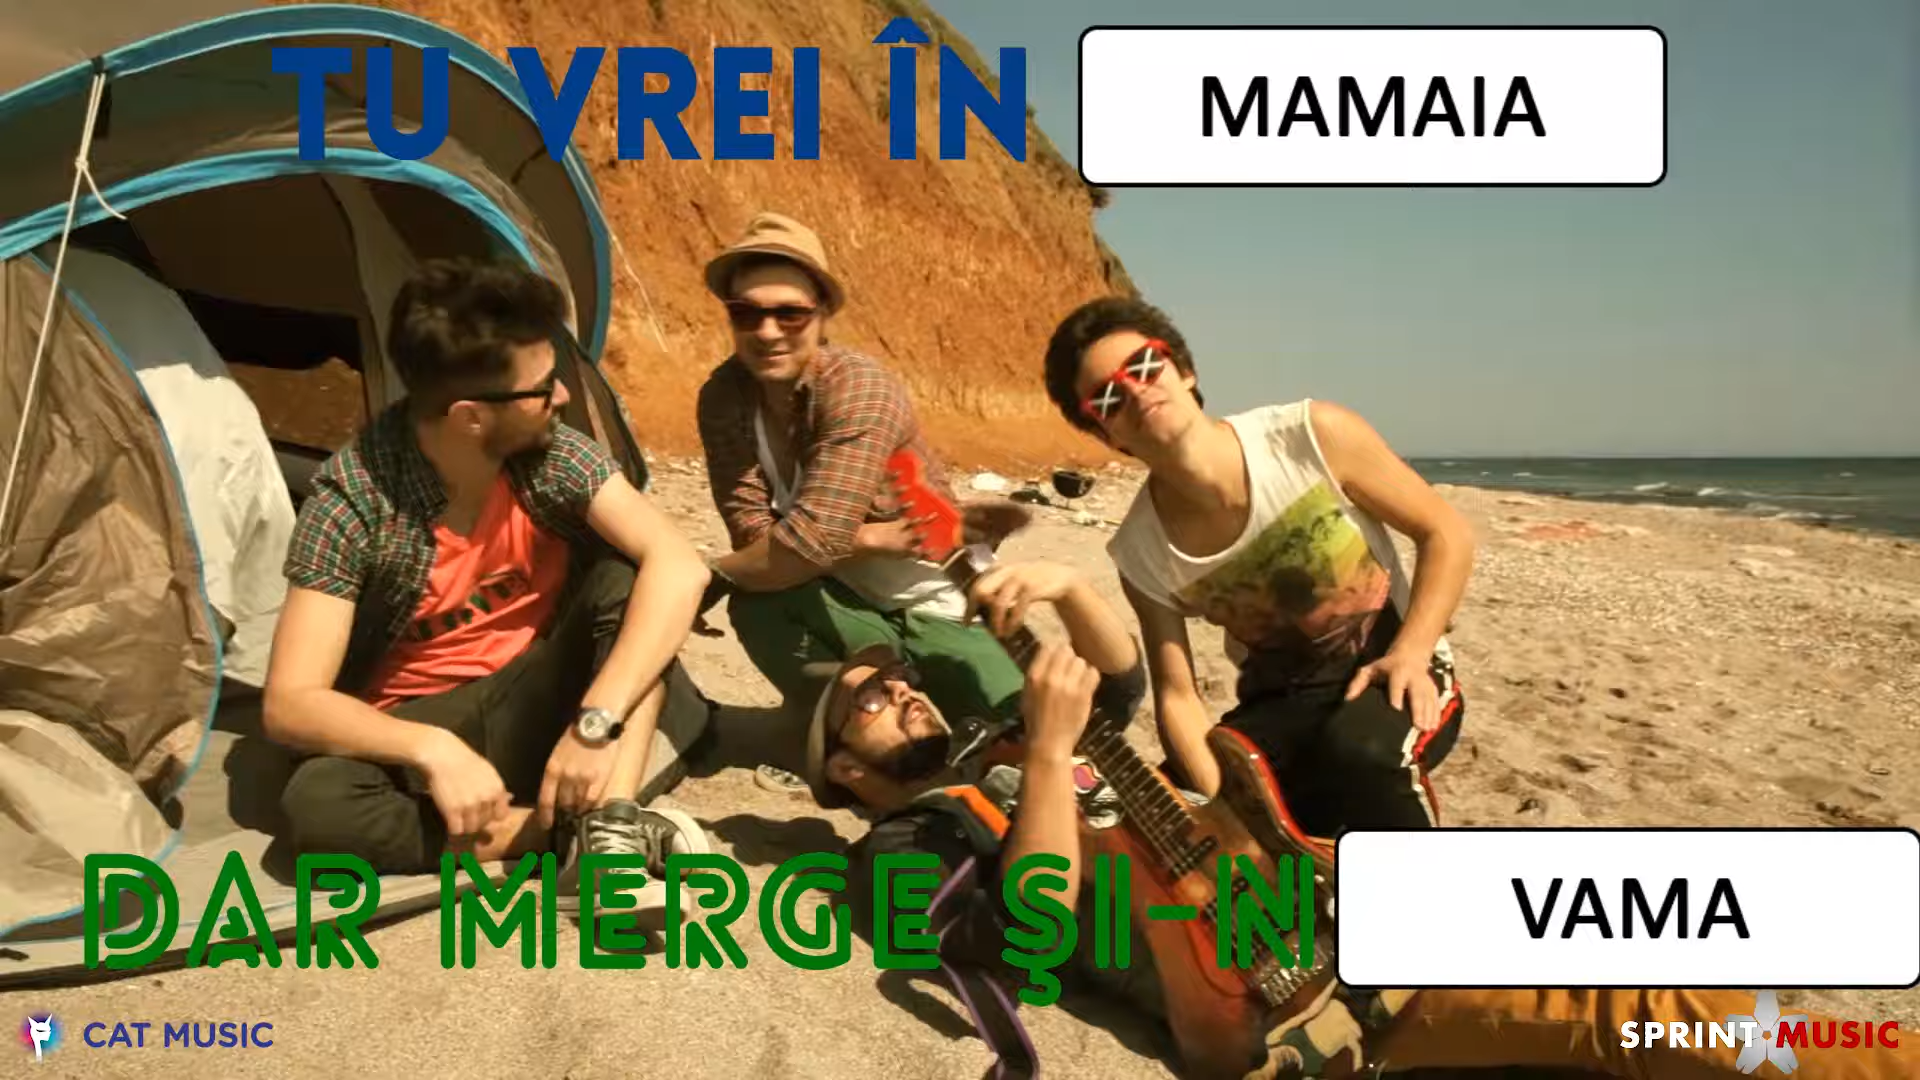 TU VREI ÎN MAMAIA
DAR MERGE ŞI-N VAMA
CAT MUSIC
SPRINT MUSIC